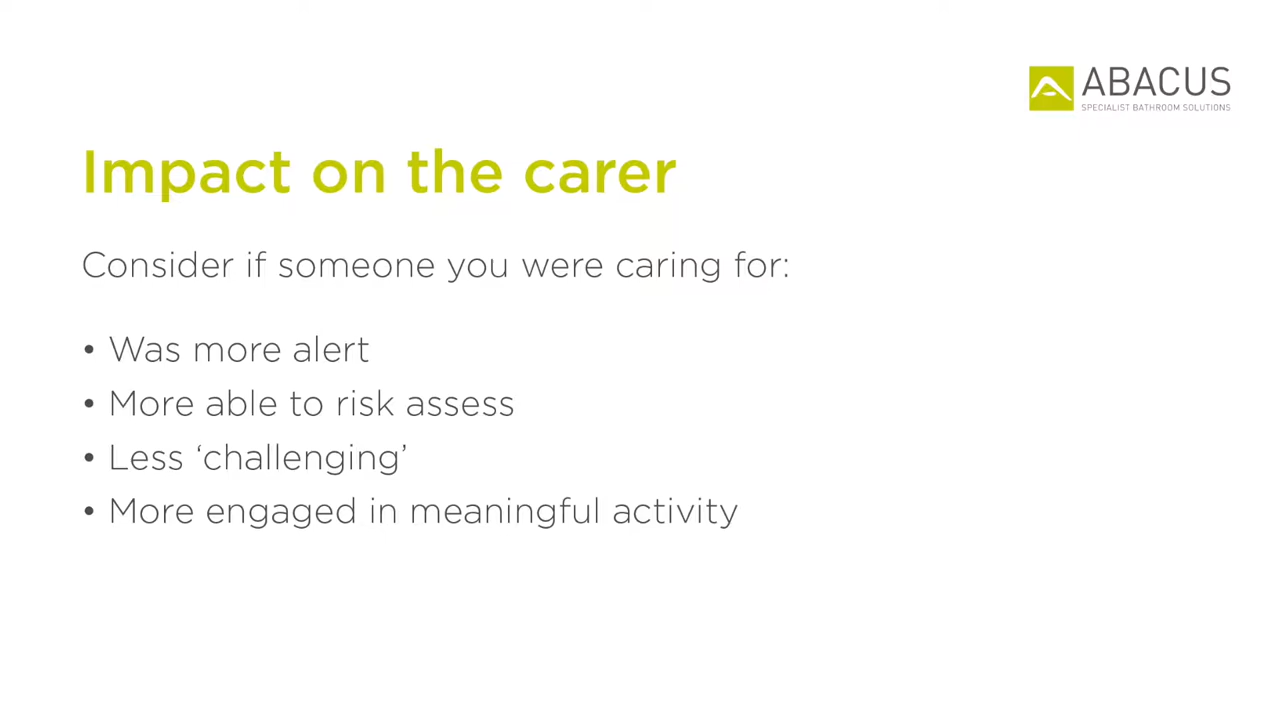 ABACUS
SPECIALIST BATHROOM SOLUTIONS
Impact on the carer
Consider if someone you were caring for:
• Was more alert
• More able to risk assess
• Less ‘challenging’
• More engaged in meaningful activity